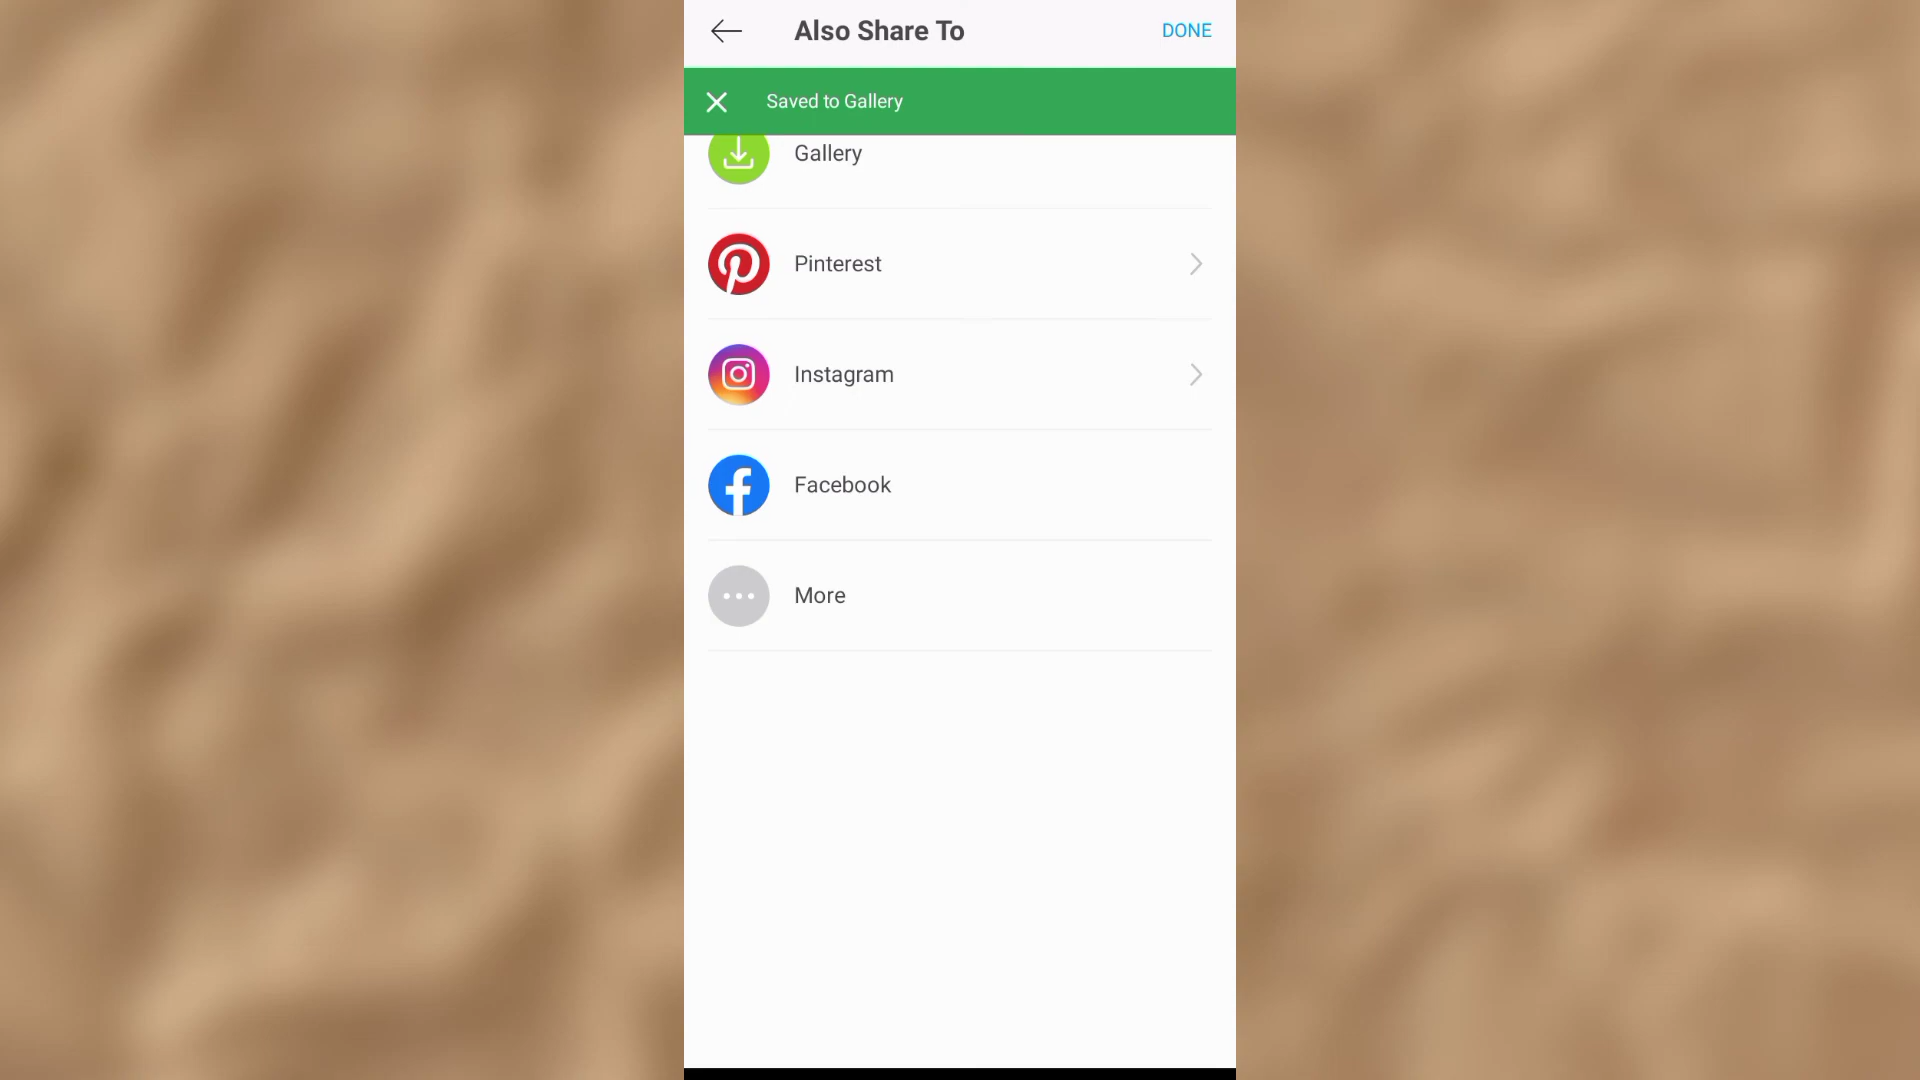 Also Share To
DONE
Saved to Gallery
Gallery
Pinterest
Instagram
Facebook
More